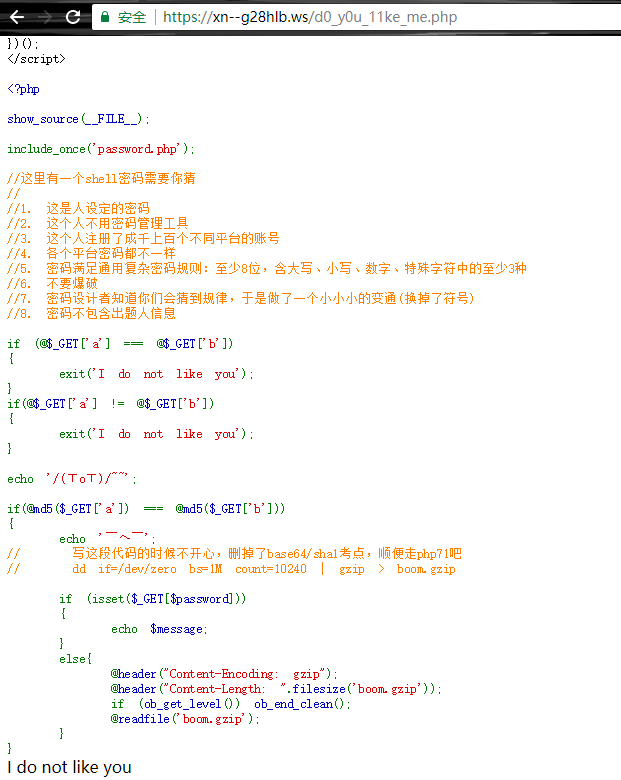 安全 | https://xn--g28hlb.ws/d0_y0u_11ke_me.php
})();
</script>
<?php
show_source(__FILE__);
include_once('password.php');
//这里有一个shell密码需要你猜
//
//1. 这是人设定的密码
//2. 这个人不用密码管理工具
//3. 这个人注册了成千上百个不同平台的账号
//4. 各个平台密码都不一样
//5. 密码满足通用复杂密码规则：至少8位，含大写、小写、数字、特殊字符中的至少3种
//6. 不要爆破
//7. 密码设计者知道你们会猜到规律，于是做了一个小小小的变通(换掉了符号)
//8. 密码不包含出题人信息
if (@$_GET['a'] === @$_GET['b'])
{
exit('I do not like you');
}
if(@$_GET['a'] != @$_GET['b'])
{
exit('I do not like you');
}
echo '/(ㄒoㄒ)/~~';
if(@md5($_GET['a']) === @md5($_GET['b']))
{
echo '￣へ￣';
// 写这段代码的时候不开心，删掉了base64/sha1考点，顺便走php71吧
// dd if=/dev/zero bs=1M count=10240 | gzip > boom.gzip
if (isset($_GET[$password]))
{
echo $message;
}
else{
@header("Content-Encoding: gzip");
@header("Content-Length: ".filesize('boom.gzip'));
if (ob_get_level()) ob_end_clean();
@readfile('boom.gzip');
}
}
I do not like you